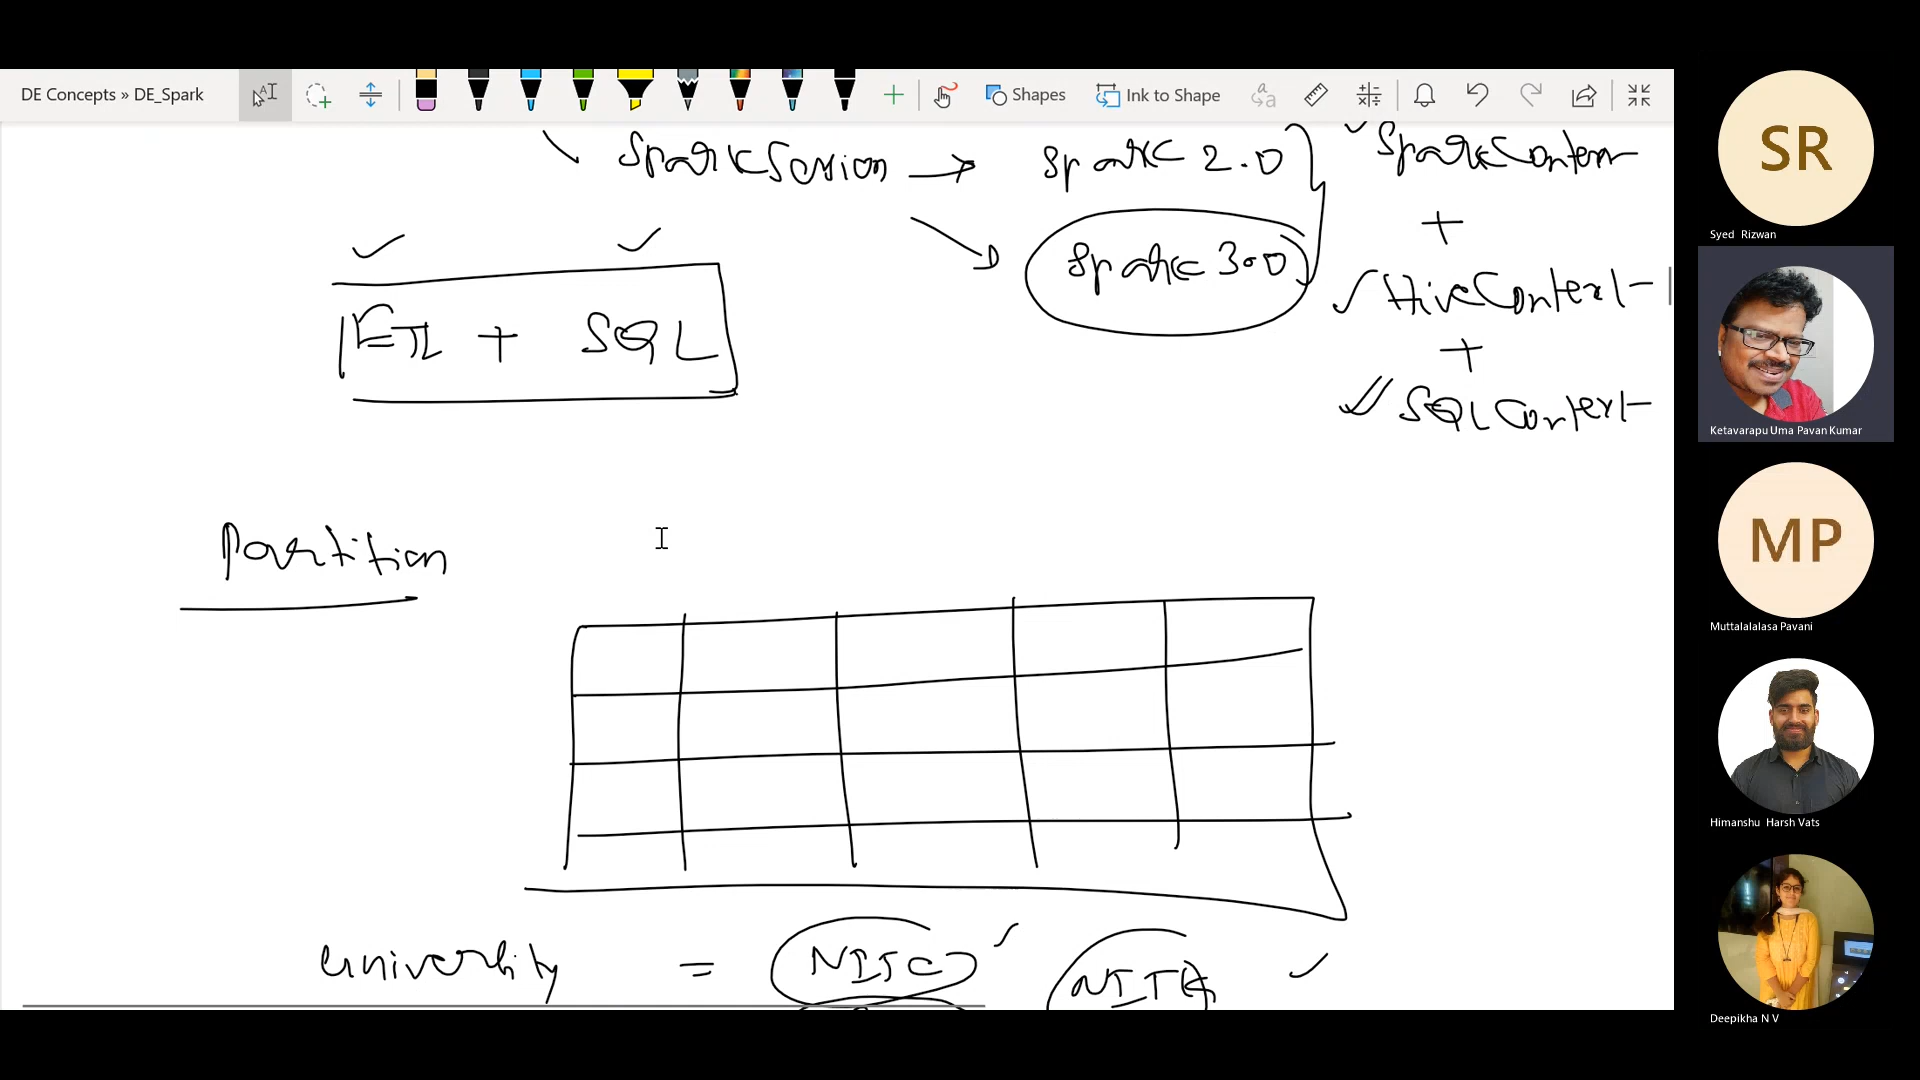 DE Concepts » DE_Spark
Shapes
Ink to Shape
SparkSession → Spark 2.0
Spark 3.0
SparkContext
+
HiveContext
+
SQLContext
ETL + SQL
Partition
University = NISC NITK
SR
Syed Rizwan
Ketavarapu Uma Pavan Kumar
MP
Muttalalalasa Pavani
Himanshu Harsh Vats
Deepikha N V